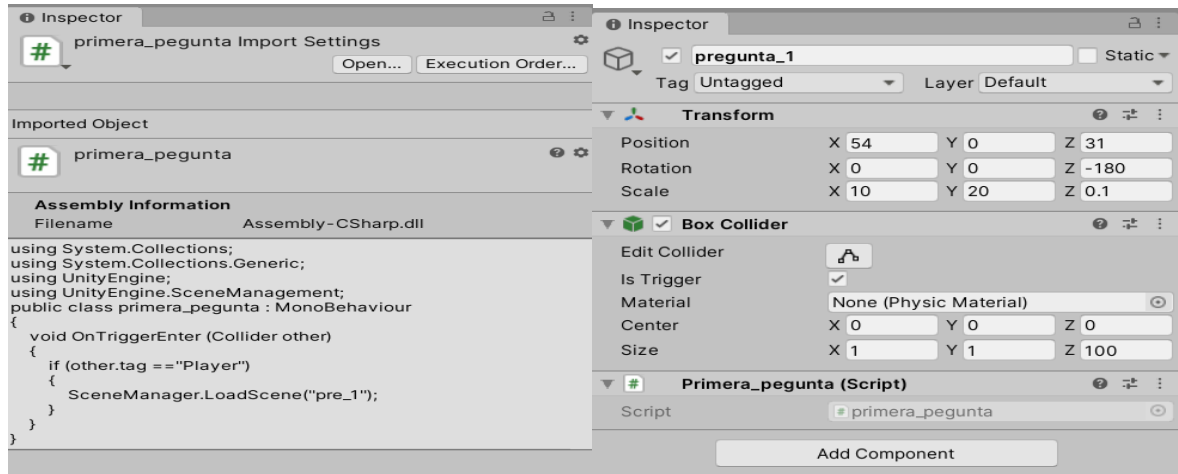 Inspector
primera_pegunta Import Settings
Open... Execution Order...
Imported Object
primera_pegunta
Assembly Information
Filename Assembly-CSharp.dll
using System.Collections;
using System.Collections.Generic;
using UnityEngine;
using UnityEngine.SceneManagement;
public class primera_pegunta : MonoBehaviour
{
void OnTriggerEnter (Collider other)
{
if (other.tag =="Player")
{
SceneManager.LoadScene("pre_1");
}
}
}
Inspector
pregunta_1 Static
Tag Untagged Layer Default
Transform
Position X 54 Y 0 Z 31
Rotation X 0 Y 0 Z -180
Scale X 10 Y 20 Z 0.1
Box Collider
Edit Collider
Is Trigger
Material None (Physic Material)
Center X 0 Y 0 Z 0
Size X 1 Y 1 Z 100
# Primera_pegunta (Script)
Script # primera_pegunta
Add Component